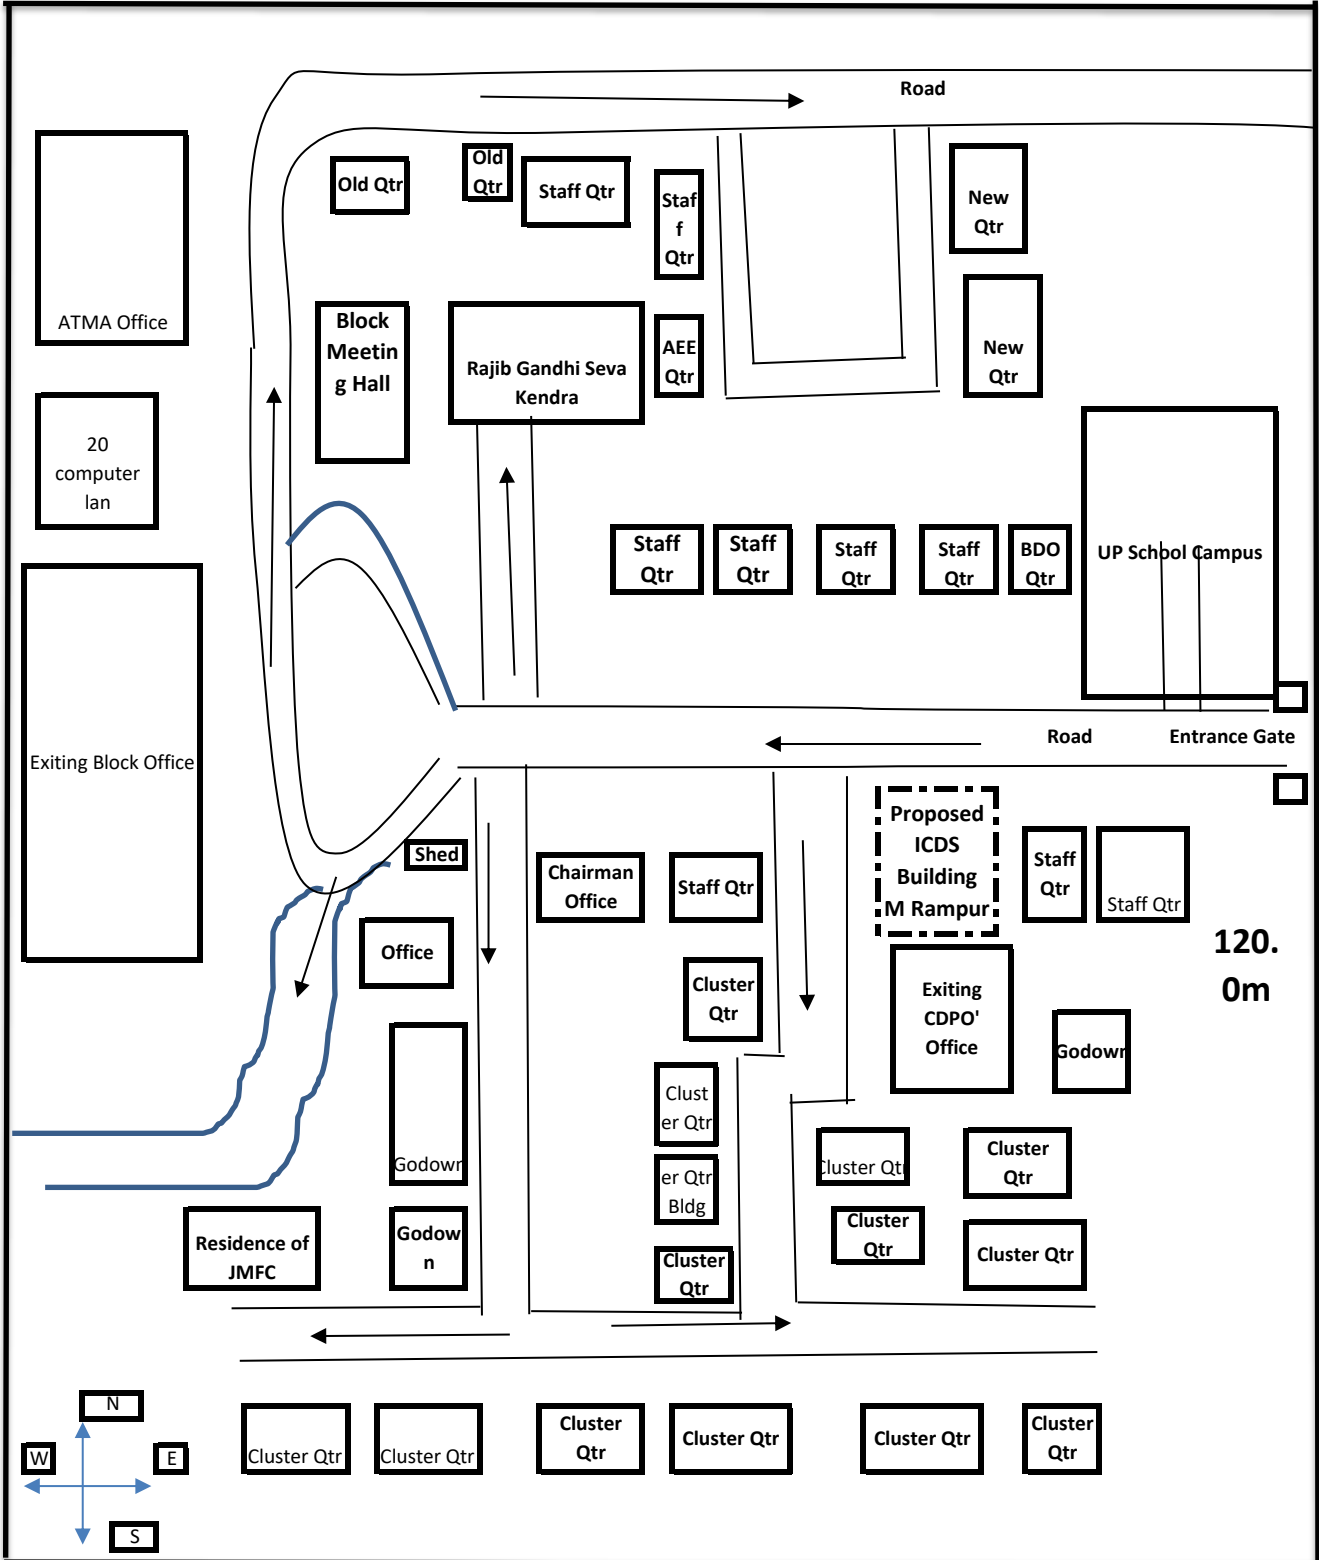 Road
Old Qtr
Old
Qtr
Staff Qtr
Staf
f
Qtr
New
Qtr
ATMA Office
Block
Meetin
g Hall
Rajib Gandhi Seva
Kendra
AEE
Qtr
New
Qtr
20
computer
lan
Staff
Qtr
Staff
Qtr
Staff
Qtr
Staff
Qtr
BDO
Qtr
UP School Campus
Exiting Block Office
Road
Entrance Gate
Proposed
ICDS
Building
M Rampur
Shed
Chairman
Office
Staff Qtr
Staff
Qtr
Staff Qtr
120.
0m
Office
Cluster
Qtr
Exiting
CDPO'
Office
Godown
Clust
er Qtr
Godown
er Qtr
Bldg
Cluster Qtr
Cluster
Qtr
Residence of
JMFC
Godow
n
Cluster
Qtr
Cluster
Qtr
Cluster Qtr
N
W
E
S
Cluster Qtr
Cluster Qtr
Cluster
Qtr
Cluster Qtr
Cluster Qtr
Cluster
Qtr